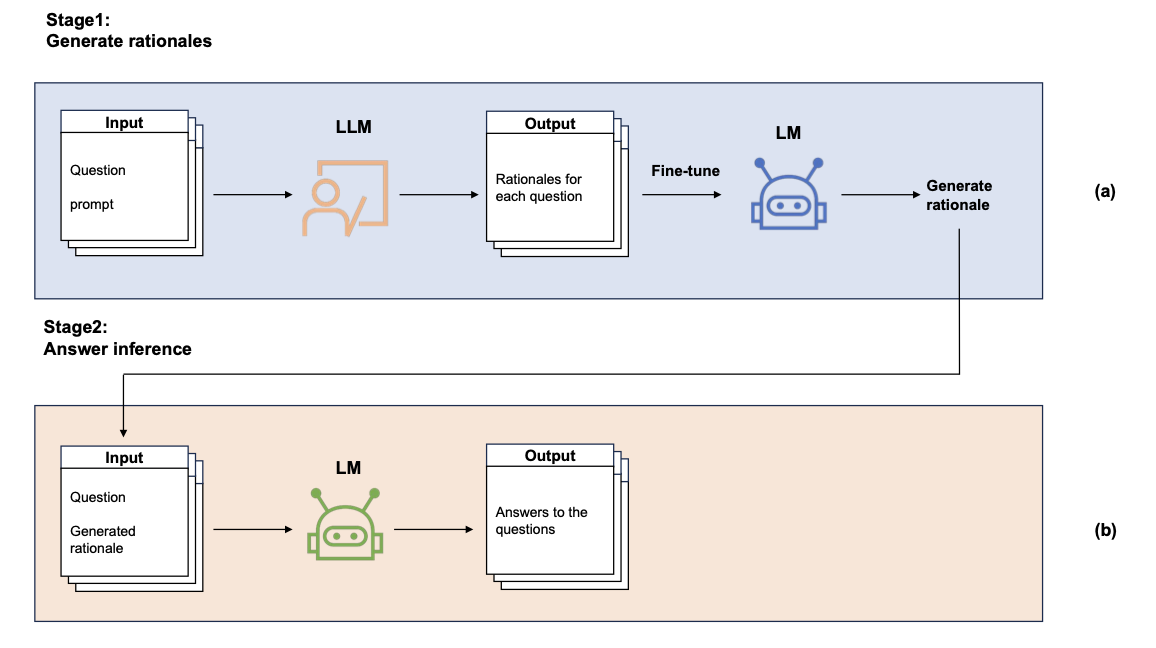 Stage1:
Generate rationales
Input
Question
prompt
LLM
Output
Rationales for
each question
Fine-tune
LM
Generate
rationale
(a)
Stage2:
Answer inference
Input
Question
Generated
rationale
LM
Output
Answers to the
questions
(b)